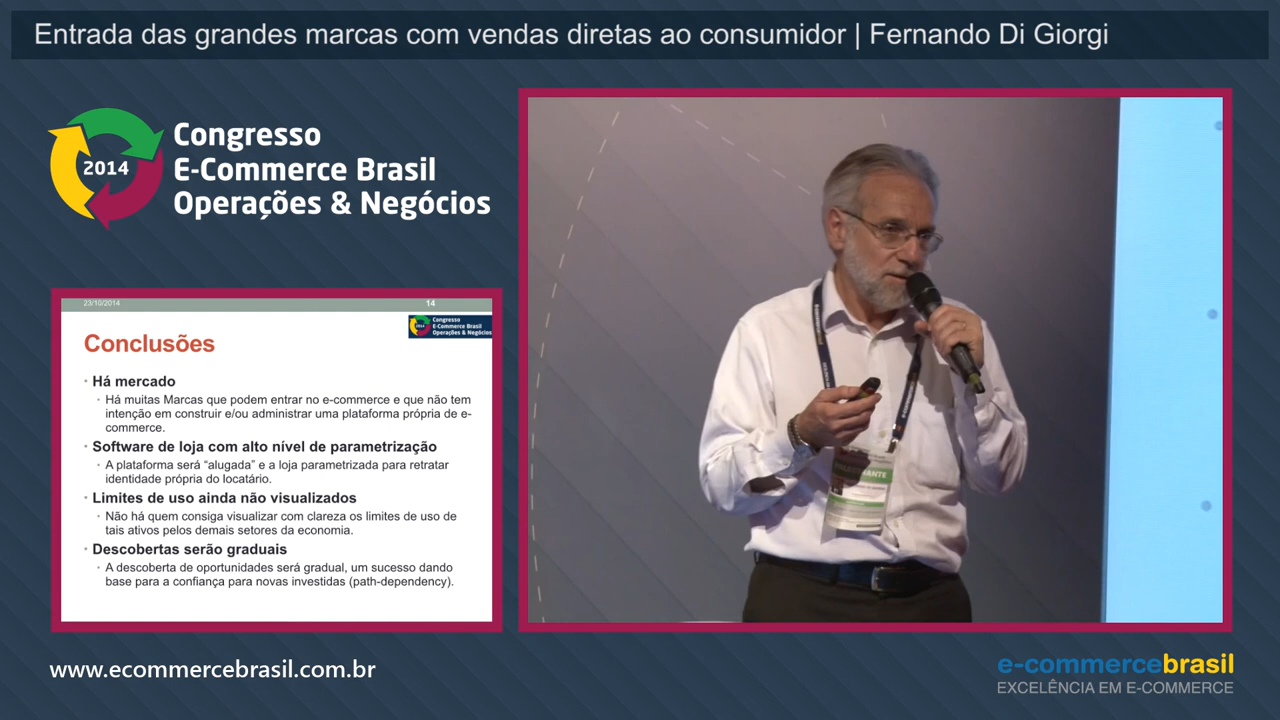 Entrada das grandes marcas com vendas diretas ao consumidor | Fernando Di Giorgi
2014
Congresso
E-Commerce Brasil
Operações & Negócios
23/10/2014
14
Congresso
E-Commerce Brasil
Operações & Negócios
Conclusões
• Há mercado
• Há muitas Marcas que podem entrar no e-commerce e que não tem
intenção em construir e/ou administrar uma plataforma própria de e-
commerce.
• Software de loja com alto nível de parametrização
• A plataforma será “alugada” e a loja parametrizada para retratar
identidade própria do locatário.
• Limites de uso ainda não visualizados
• Não há quem consiga visualizar com clareza os limites de uso de
tais ativos pelos demais setores da economia.
• Descobertas serão graduais
• A descoberta de oportunidades será gradual, um sucesso dando
base para a confiança para novas investidas (path-dependency).
www.ecommercebrasil.com.br
e-commercebrasil
EXCELÊNCIA EM E-COMMERCE